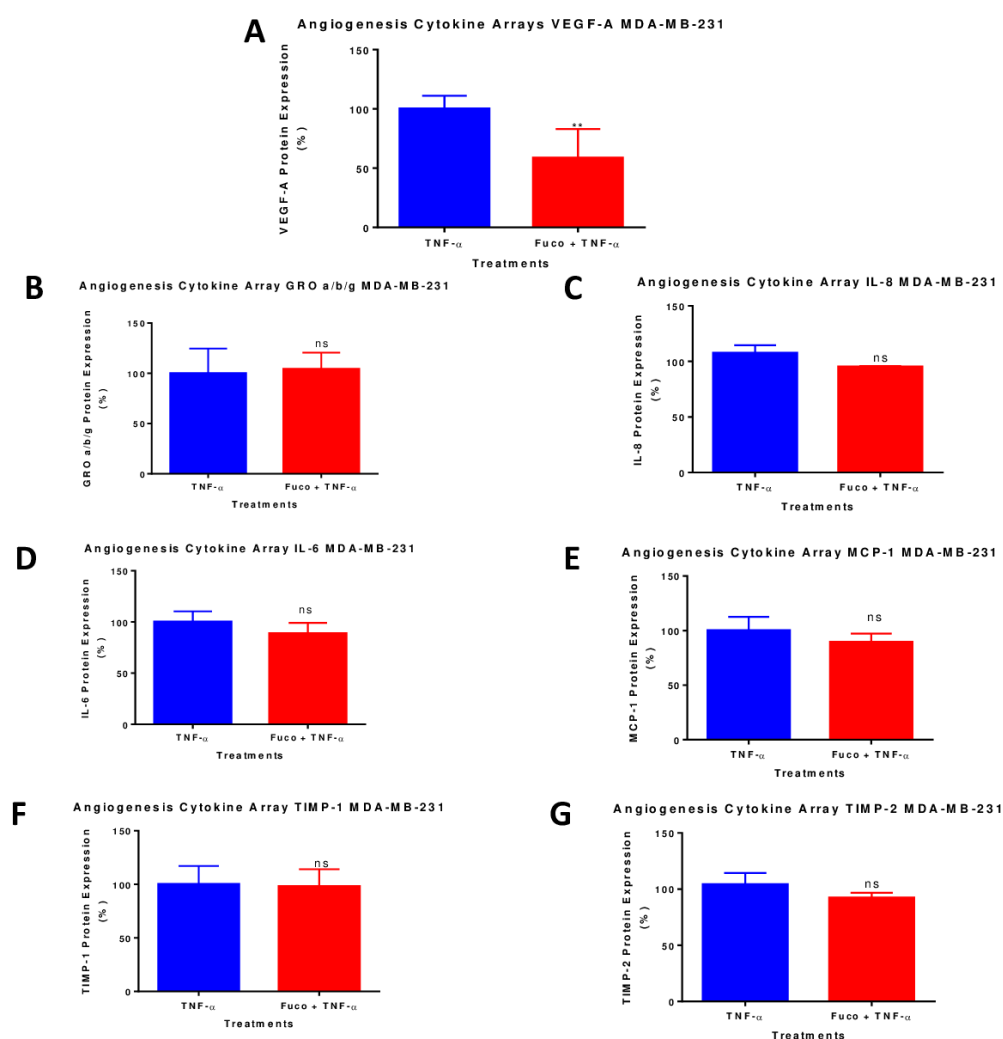 A
Angiogenesis Cytokine Arrays VEGF-A MDA-MB-231
VEGF-A Protein Expression
(%)
150
100
50
0
**
TNF-α
Fuco + TNF-α
Treatments
B
Angiogenesis Cytokine Array GRO a/b/g MDA-MB-231
GRO a/b/g Protein Expression
(%)
150
100
50
0
ns
TNF-α
Fuco + TNF-α
Treatments
C
Angiogenesis Cytokine Array IL-8 MDA-MB-231
IL-8 Protein Expression
(%)
150
100
50
0
ns
TNF-α
Fuco + TNF-α
Treatments
D
Angiogenesis Cytokine Array IL-6 MDA-MB-231
IL-6 Protein Expression
(%)
150
100
50
0
ns
TNF-α
Fuco + TNF-α
Treatments
E
Angiogenesis Cytokine Array MCP-1 MDA-MB-231
MCP-1 Protein Expression
(%)
150
100
50
0
ns
TNF-α
Fuco + TNF-α
Treatments
F
Angiogenesis Cytokine Array TIMP-1 MDA-MB-231
TIMP-1 Protein Expression
(%)
150
100
50
0
ns
TNF-α
Fuco + TNF-α
Treatments
G
Angiogenesis Cytokine Array TIMP-2 MDA-MB-231
TIMP-2 Protein Expression
(%)
150
100
50
0
ns
TNF-α
Fuco + TNF-α
Treatments